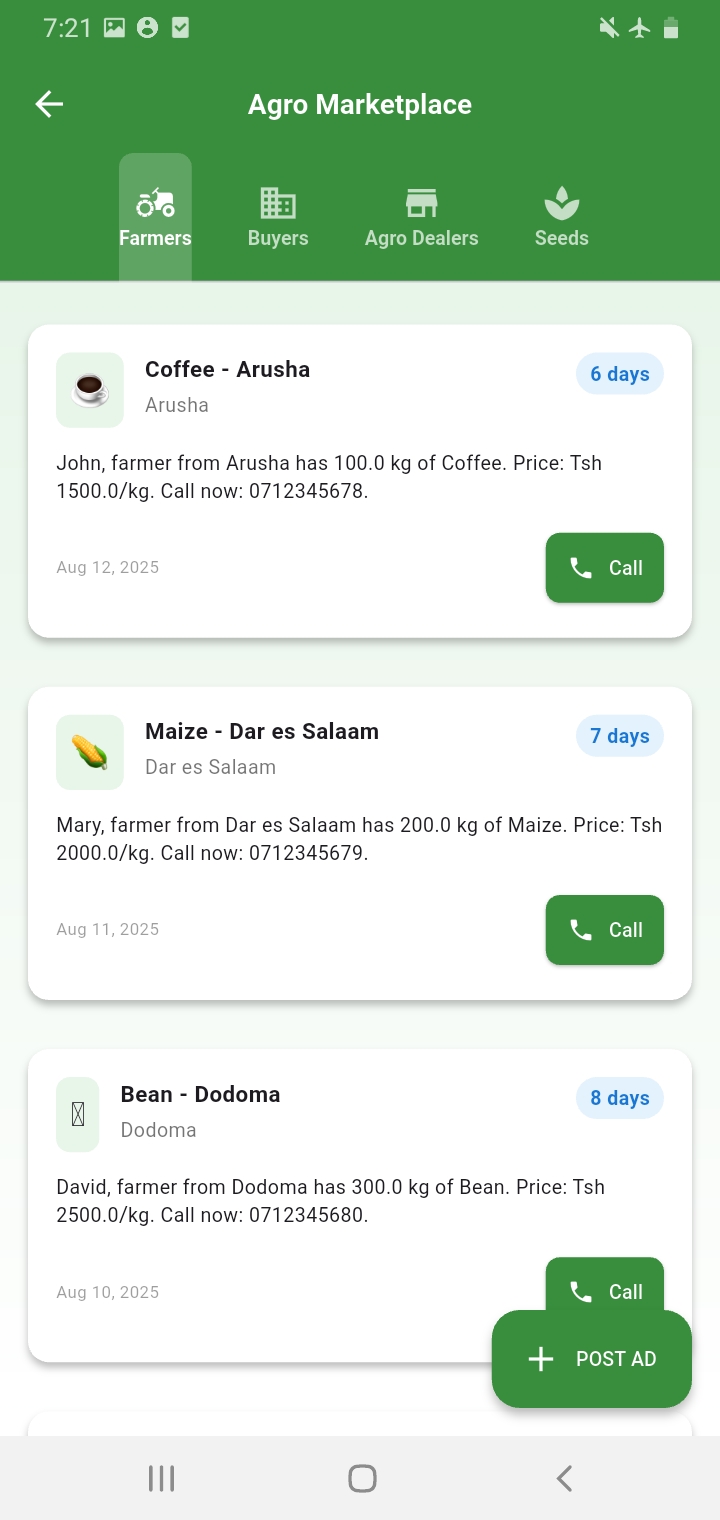 7:21
Agro Marketplace
Farmers
Buyers
Agro Dealers
Seeds
Coffee - Arusha
6 days
Arusha
John, farmer from Arusha has 100.0 kg of Coffee. Price: Tsh
1500.0/kg. Call now: 0712345678.
Aug 12, 2025
Call
Maize - Dar es Salaam
7 days
Dar es Salaam
Mary, farmer from Dar es Salaam has 200.0 kg of Maize. Price: Tsh
2000.0/kg. Call now: 0712345679.
Aug 11, 2025
Call
Bean - Dodoma
8 days
Dodoma
David, farmer from Dodoma has 300.0 kg of Bean. Price: Tsh
2500.0/kg. Call now: 0712345680.
Aug 10, 2025
Call
POST AD